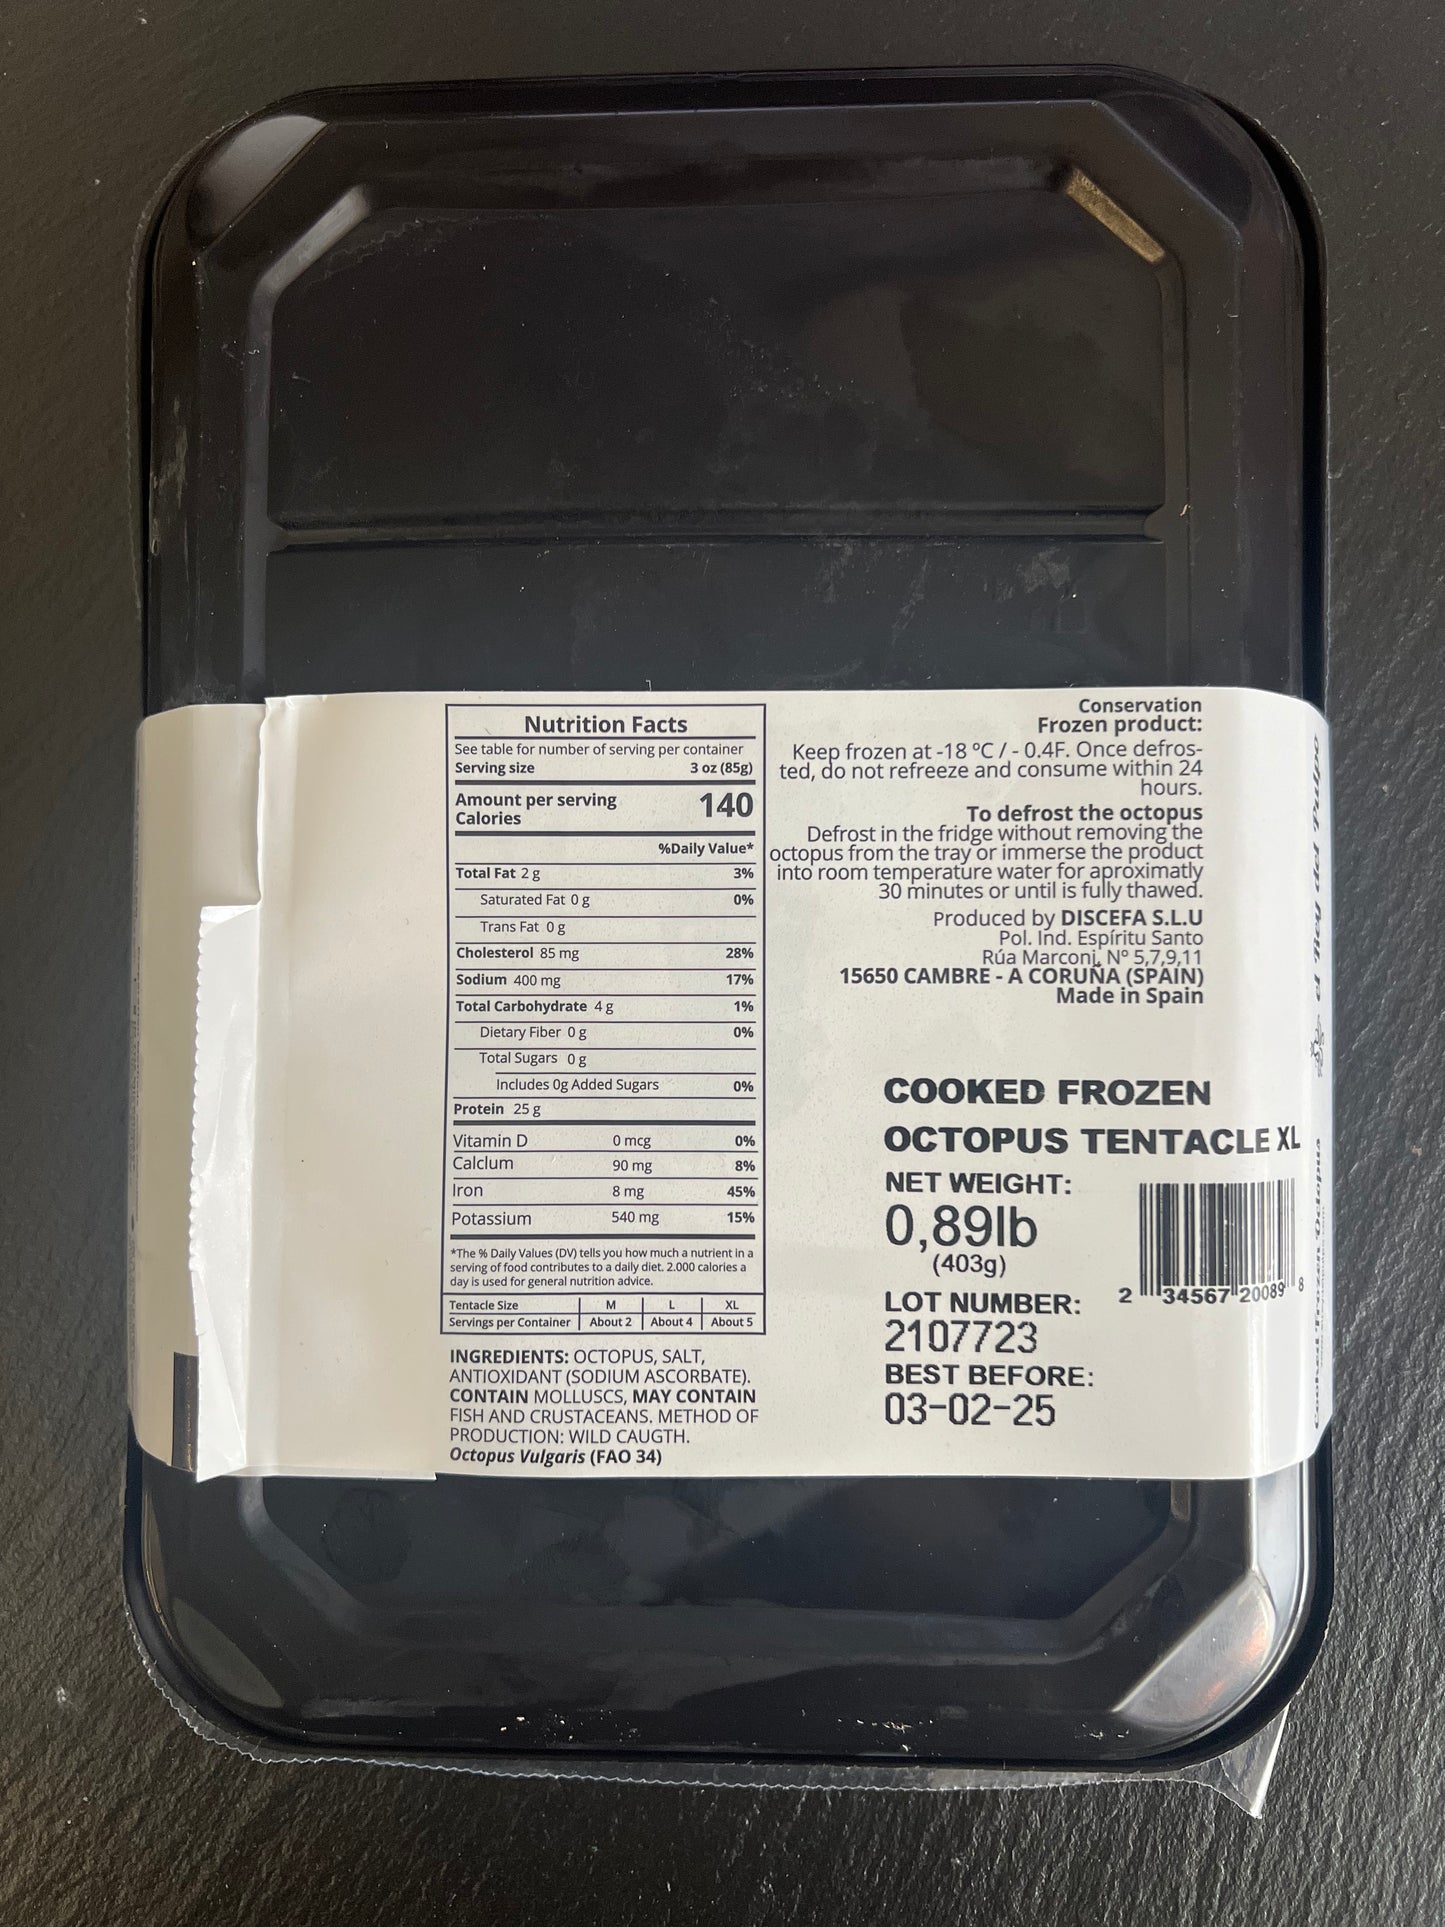 Nutrition Facts
See table for number of serving per container
Serving size 3 oz (85g)
Amount per serving
Calories 140
%Daily Value*
Total Fat 2 g 3%
Saturated Fat 0 g 0%
Trans Fat 0 g
Cholesterol 85 mg 28%
Sodium 400 mg 17%
Total Carbohydrate 4 g 1%
Dietary Fiber 0 g 0%
Total Sugars 0 g
Includes 0g Added Sugars 0%
Protein 25 g
Vitamin D 0 mcg 0%
Calcium 90 mg 8%
Iron 8 mg 45%
Potassium 540 mg 15%
*The % Daily Values (DV) tells you how much a nutrient in a
serving of food contributes to a daily diet. 2.000 calories a
day is used for general nutrition advice.
Tentacle Size M L XL
Servings per Container About 2 About 4 About 5
INGREDIENTS: OCTOPUS, SALT,
ANTIOXIDANT (SODIUM ASCORBATE).
CONTAIN MOLLUSCS, MAY CONTAIN
FISH AND CRUSTACEANS. METHOD OF
PRODUCTION: WILD CAUGTH.
Octopus Vulgaris (FAO 34)
Conservation
Frozen product:
Keep frozen at -18 ºC / - 0.4F. Once defros-
ted, do not refreeze and consume within 24
hours.
To defrost the octopus
Defrost in the fridge without removing the
octopus from the tray or immerse the product
into room temperature water for aproximatly
30 minutes or until is fully thawed.
Produced by DISCEFA S.L.U
Pol. Ind. Espíritu Santo
Rúa Marconi, Nº 5,7,9,11
15650 CAMBRE - A CORUÑA (SPAIN)
Made in Spain
COOKED FROZEN
OCTOPUS TENTACLE XL
NET WEIGHT:
0,89lb
(403g)
2 34567 20089 8
LOT NUMBER:
2107723
BEST BEFORE:
03-02-25